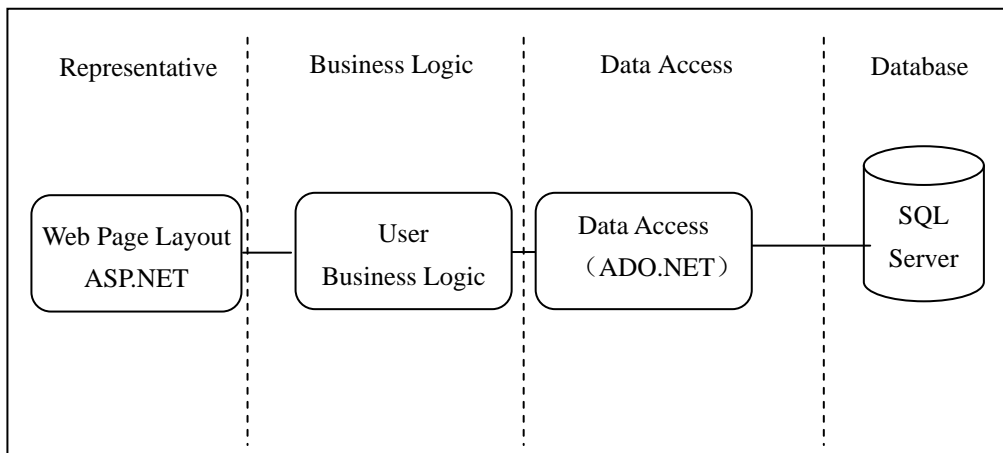 Representative
Business Logic
Data Access
Database
Web Page Layout
ASP.NET
User
Business Logic
Data Access
（ADO.NET）
SQL
Server